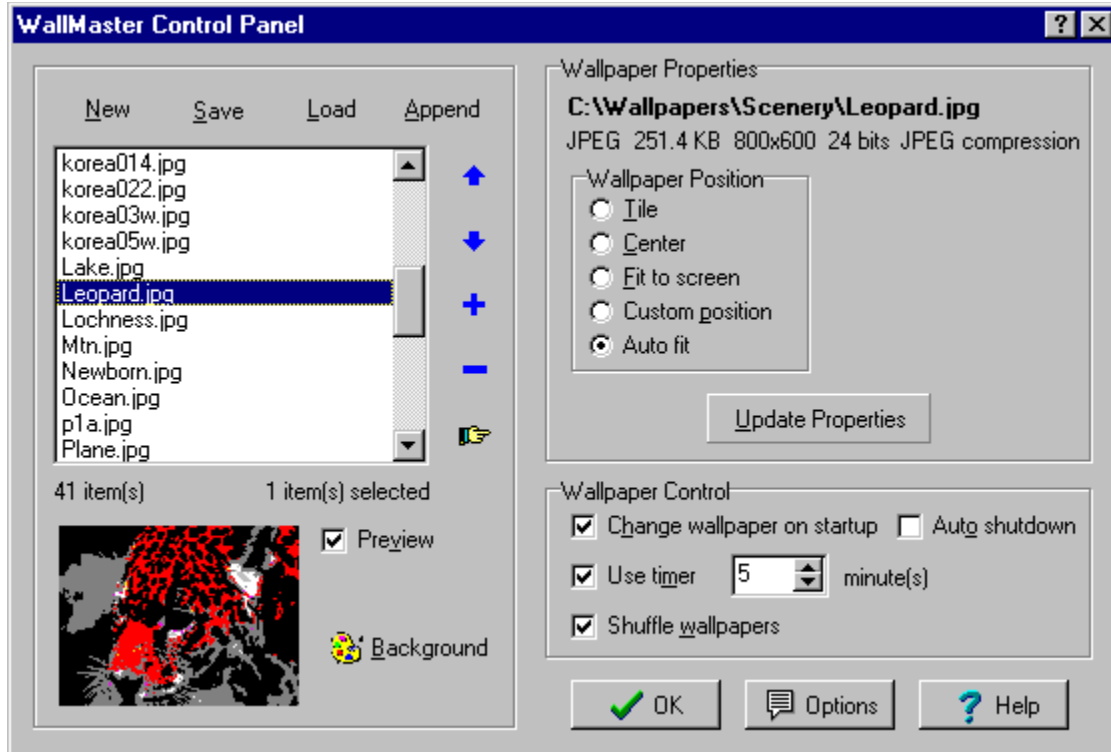 WallMaster Control Panel
New Save Load Append
korea014.jpg
korea022.jpg
korea03w.jpg
korea05w.jpg
Lake.jpg
Leopard.jpg
Lochness.jpg
Mtn.jpg
Newborn.jpg
Ocean.jpg
p1a.jpg
Plane.jpg
41 item(s) 1 item(s) selected
Preview
Background
Wallpaper Properties
C:\Wallpapers\Scenery\Leopard.jpg
JPEG 251.4 KB 800x600 24 bits JPEG compression
Wallpaper Position
Tile
Center
Fit to screen
Custom position
Auto fit
Update Properties
Wallpaper Control
Change wallpaper on startup Auto shutdown
Use timer 5 minute(s)
Shuffle wallpapers
OK Options Help